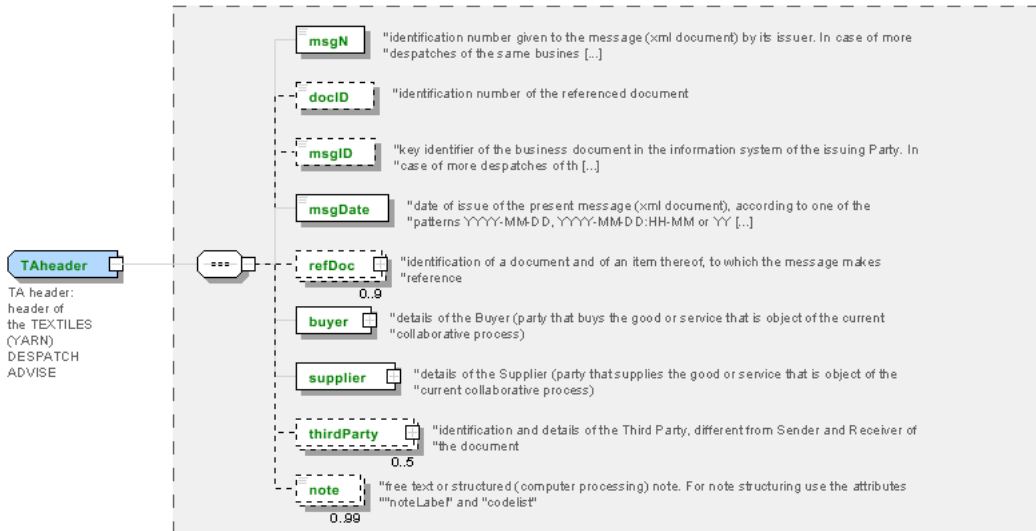 msgN
"identification number given to the message (xml document) by its issuer. In case of more
"despatches of the same busines [...]
docID
"identification number of the referenced document
msgID
"key identifier of the business document in the information system of the issuing Party. In
"case of more despatches of th [...]
msgDate
"date of issue of the present message (xml document), according to one of the
"patterns YYYY-MM-DD, YYYY-MM-DD:HH-MM or YY [...]
TAheader
TA header:
header of
the TEXTILES
(YARN)
DESPATCH
ADVISE
refDoc
"identification of a document and of an item thereof, to which the message makes
"reference
0..9
buyer
"details of the Buyer (party that buys the good or service that is object of the current
"collaborative process)
supplier
"details of the Supplier (party that supplies the good or service that is object of the
"current collaborative process)
thirdParty
"identification and details of the Third Party, different from Sender and Receiver of
"the document
0..5
note
"free text or structured (computer processing) note. For note structuring use the attributes
""noteLabel" and "codelist"
0..99